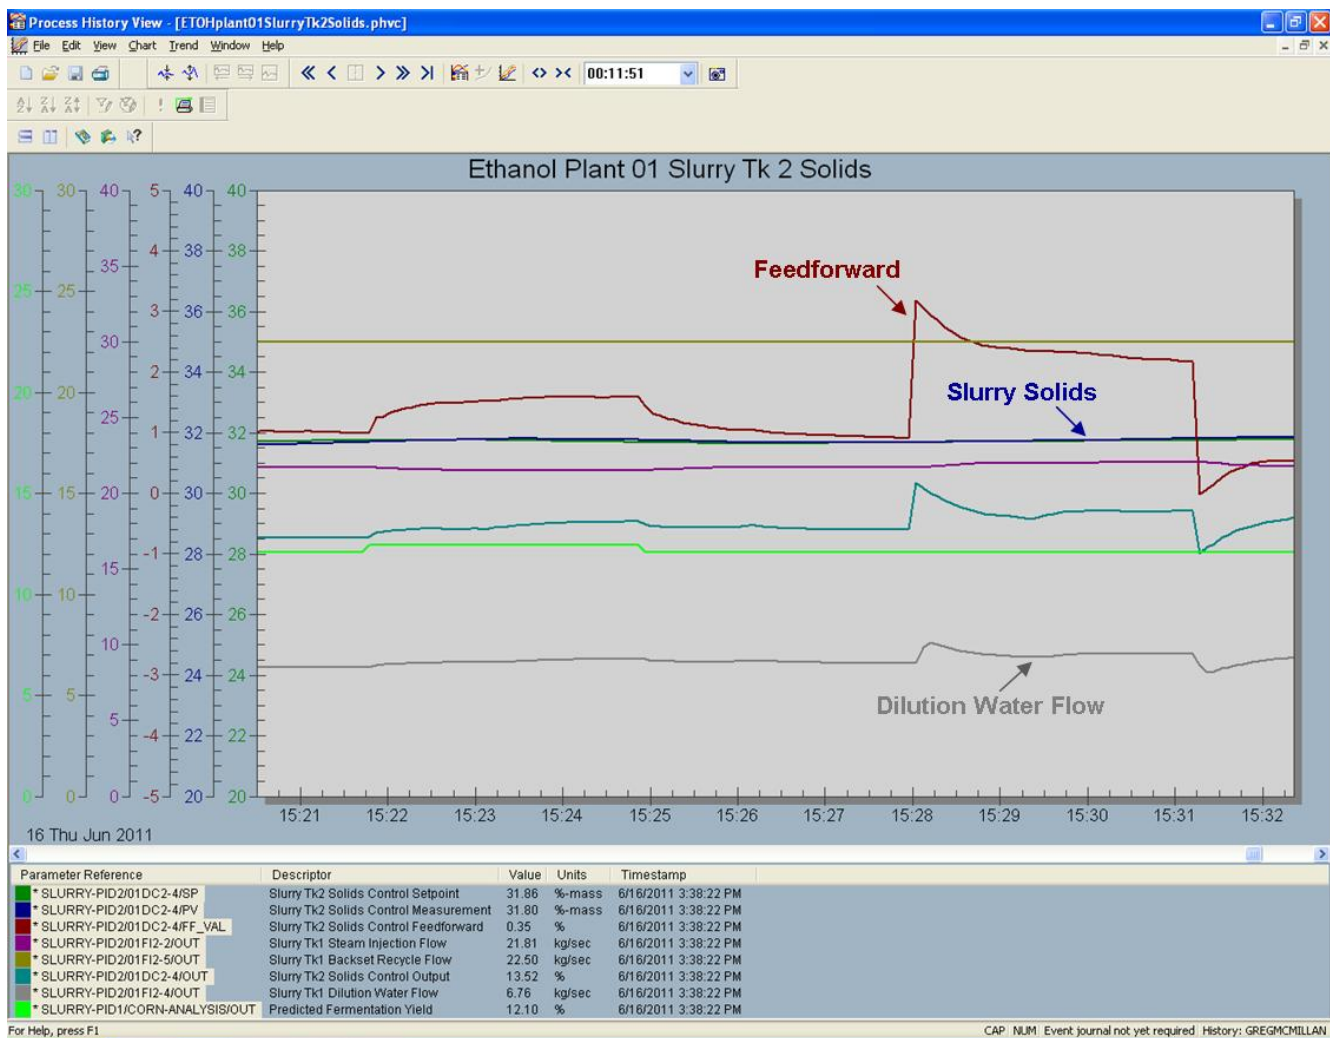 Process History View - [ETOHplant01SlurryTk2Solids.phvc]
File Edit View Chart Trend Window Help
00:11:51
Ethanol Plant 01 Slurry Tk 2 Solids
30 30 40 5 40 40
4 38 38
35
25 25 3 36 36
30
2 34 34
20 20
25
1 32 32
15 15 20 0 30 30
-1 28 28
15
10 10 -2 26 26
10
-3 24 24
5 5
5
-4 22 22
0 0 0 -5 20 20
Feedforward
Slurry Solids
Dilution Water Flow
15:21 15:22 15:23 15:24 15:25 15:26 15:27 15:28 15:29 15:30 15:31 15:32
16 Thu Jun 2011
Parameter Reference Descriptor Value Units Timestamp
* SLURRY-PID2/01DC2-4/SP Slurry Tk2 Solids Control Setpoint 31.86 %-mass 6/16/2011 3:38:22 PM
* SLURRY-PID2/01DC2-4/PV Slurry Tk2 Solids Control Measurement 31.80 %-mass 6/16/2011 3:38:22 PM
* SLURRY-PID2/01DC2-4/FF_VAL Slurry Tk2 Solids Control Feedforward 0.35 % 6/16/2011 3:38:22 PM
* SLURRY-PID2/01FI2-2/OUT Slurry Tk1 Steam Injection Flow 21.81 kg/sec 6/16/2011 3:38:22 PM
* SLURRY-PID2/01FI2-5/OUT Slurry Tk1 Backset Recycle Flow 22.50 kg/sec 6/16/2011 3:38:22 PM
* SLURRY-PID2/01DC2-4/OUT Slurry Tk2 Solids Control Output 13.52 % 6/16/2011 3:38:22 PM
* SLURRY-PID2/01FI2-4/OUT Slurry Tk1 Dilution Water Flow 6.76 kg/sec 6/16/2011 3:38:22 PM
* SLURRY-PID1/CORN-ANALYSIS/OUT Predicted Fermentation Yield 12.10 % 6/16/2011 3:38:22 PM
For Help, press F1 CAP NUM Event journal not yet required History: GREGMCMILLAN